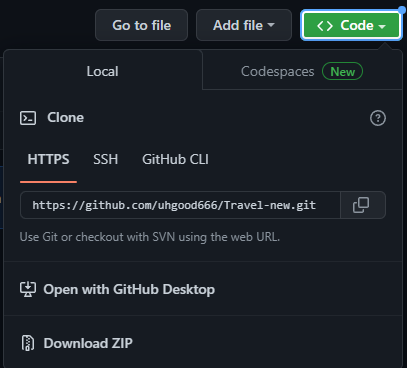 Go to file Add file Code
Local Codespaces New
Clone
HTTPS SSH GitHub CLI
https://github.com/uhgood666/Travel-new.git
Use Git or checkout with SVN using the web URL.
Open with GitHub Desktop
Download ZIP